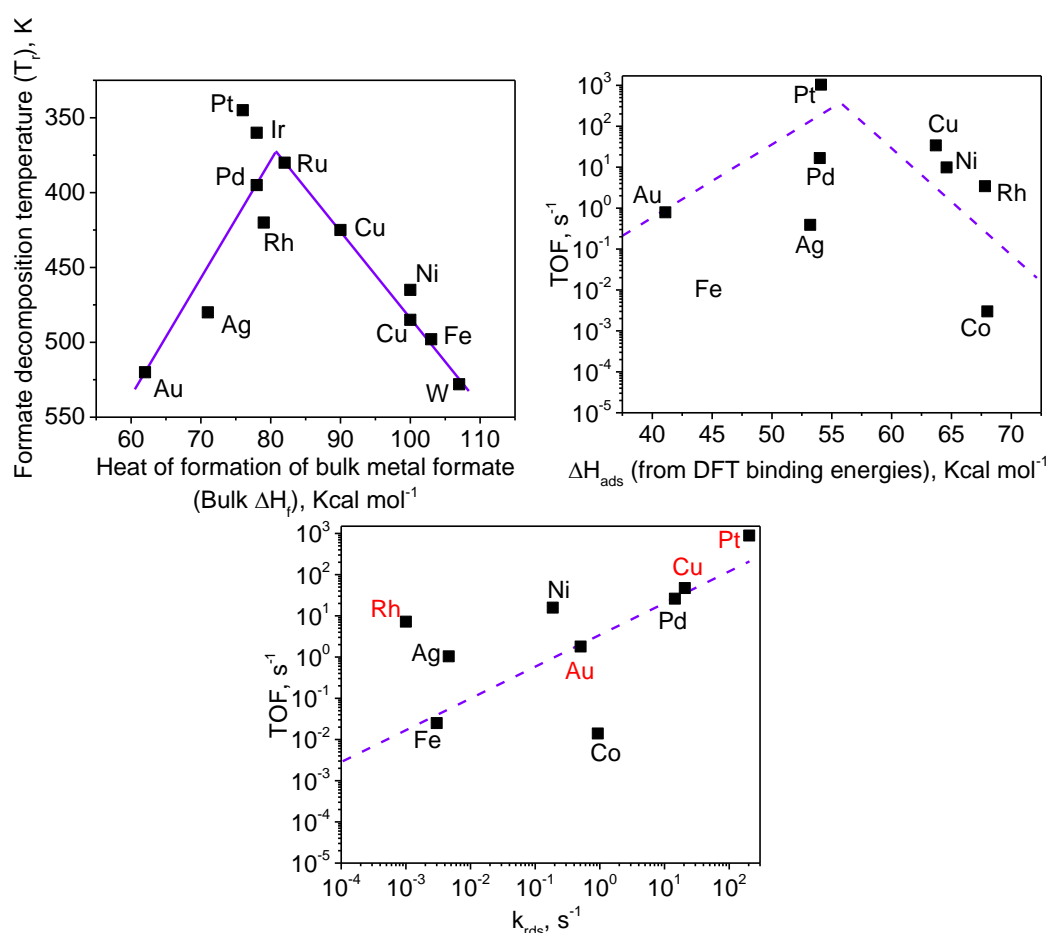 Formate decomposition temperature (T_r), K
350
400
450
500
550
60 70 80 90 100 110
Pt
Ir
Ru
Pd
Rh
Cu
Ni
Ag
Cu
Fe
Au
W
Heat of formation of bulk metal formate
(Bulk ΔH_f), Kcal mol^-1
TOF, s^-1
10^3
10^2
10^1
10^0
10^-1
10^-2
10^-3
10^-4
10^-5
40 45 50 55 60 65 70
Pt
Cu
Ni
Pd
Rh
Au
Ag
Fe
Co
ΔH_ads (from DFT binding energies), Kcal mol^-1
TOF, s^-1
10^3
10^2
10^1
10^0
10^-1
10^-2
10^-3
10^-4
10^-5
10^-4 10^-3 10^-2 10^-1 10^0 10^1 10^2
Pt
Cu
Ni
Rh
Pd
Ag
Au
Fe
Co
k_rds, s^-1